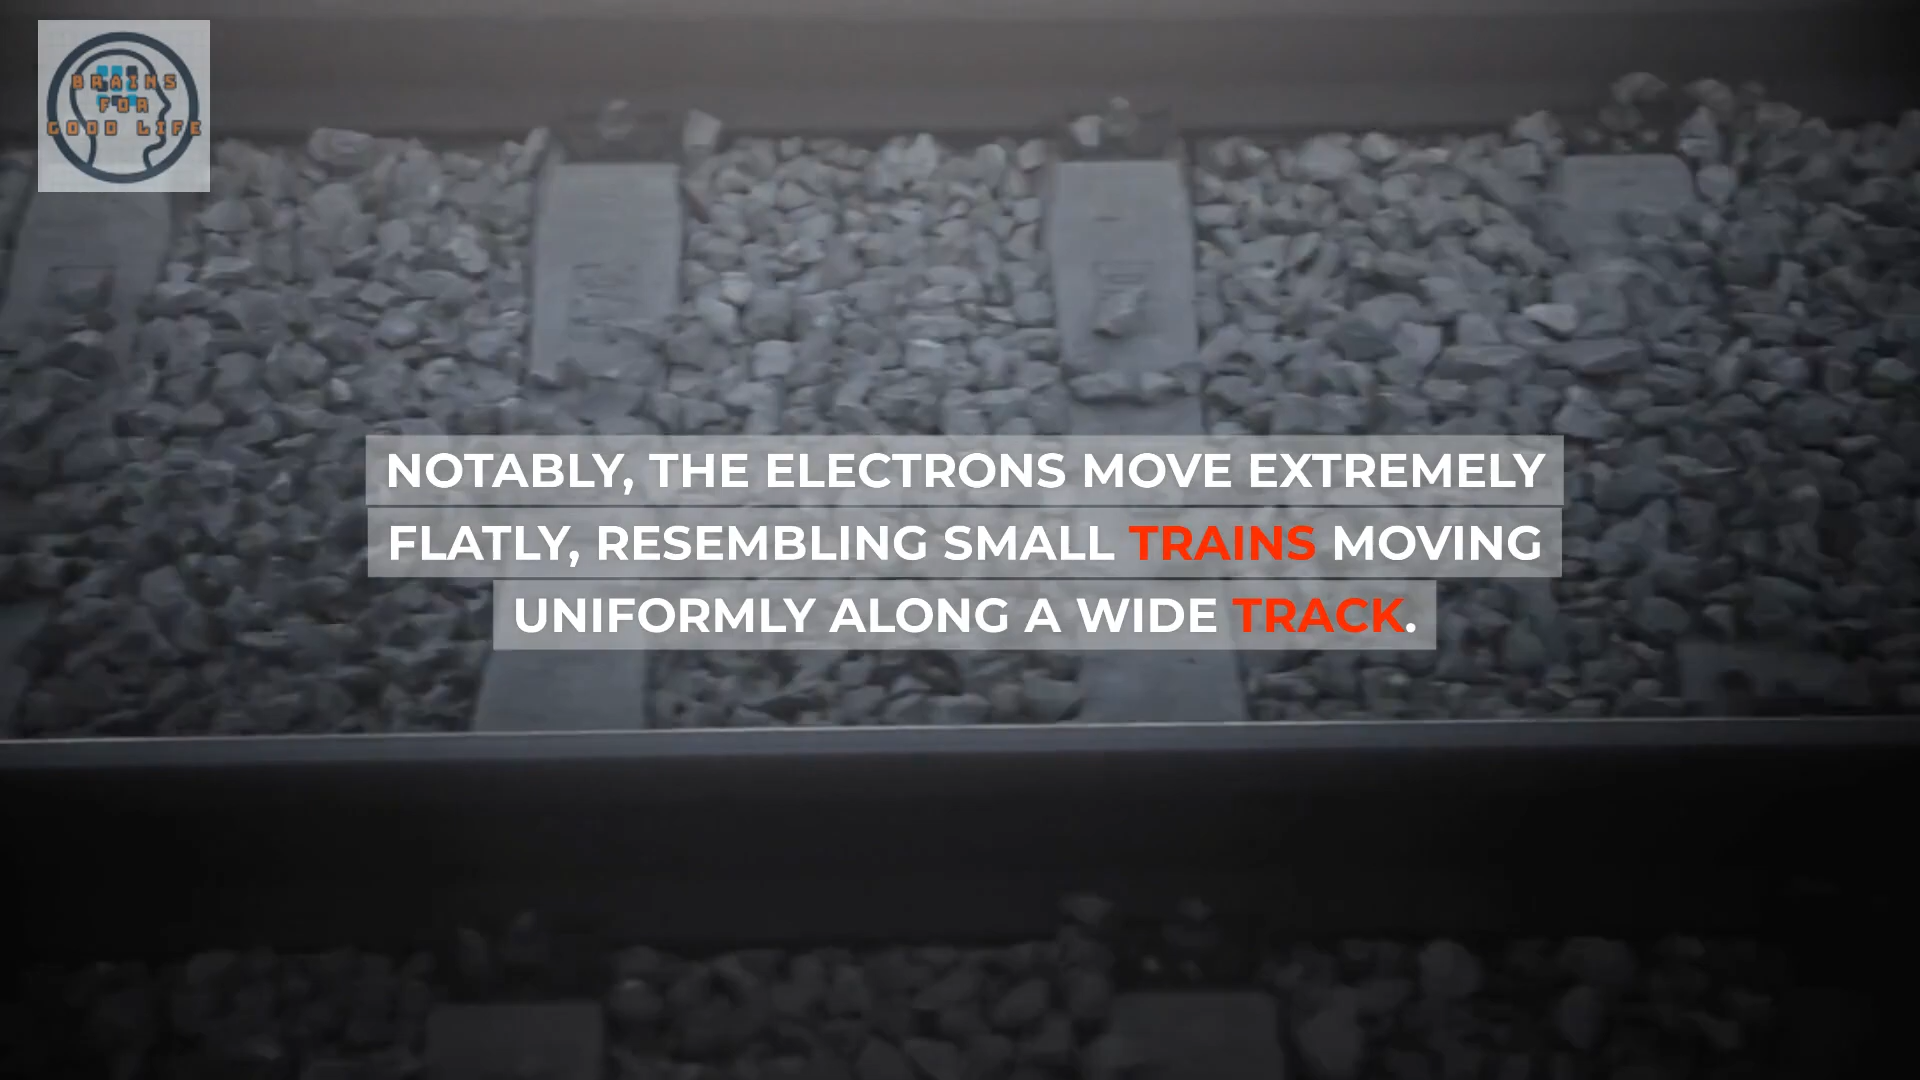 BRAINS
FOR
GOOD LIFE
NOTABLY, THE ELECTRONS MOVE EXTREMELY
FLATLY, RESEMBLING SMALL TRAINS MOVING
UNIFORMLY ALONG A WIDE TRACK.